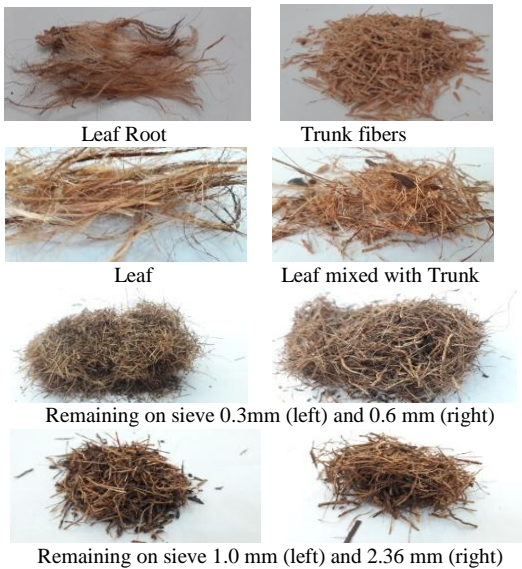 Leaf Root
Trunk fibers
Leaf
Leaf mixed with Trunk
Remaining on sieve 0.3mm (left) and 0.6 mm (right)
Remaining on sieve 1.0 mm (left) and 2.36 mm (right)